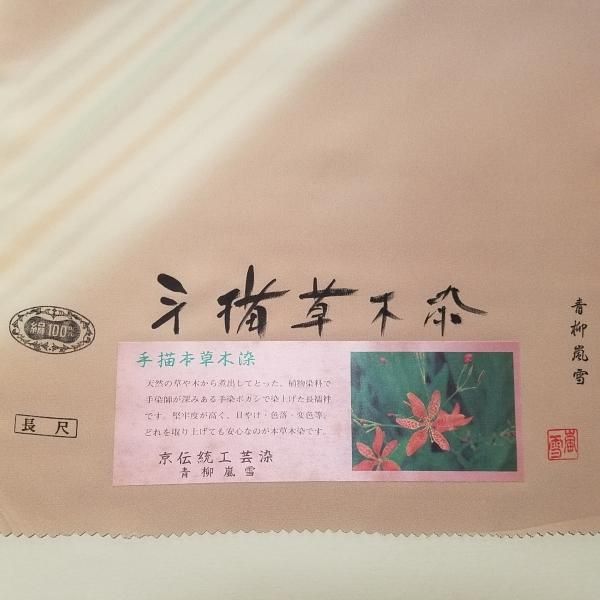 手描草木染
青柳嵐雪
絹100%
長尺
手描本草木染
天然の草や木から煮出してとった、植物染料で
手染師が深みある手染ボカシで染上げた長襦袢
です。堅牢度が高く、日やけ・色落・変色等、
どれを取り上げても安心なのが本草木染です。
京伝統工芸染
青柳嵐雪
嵐雪